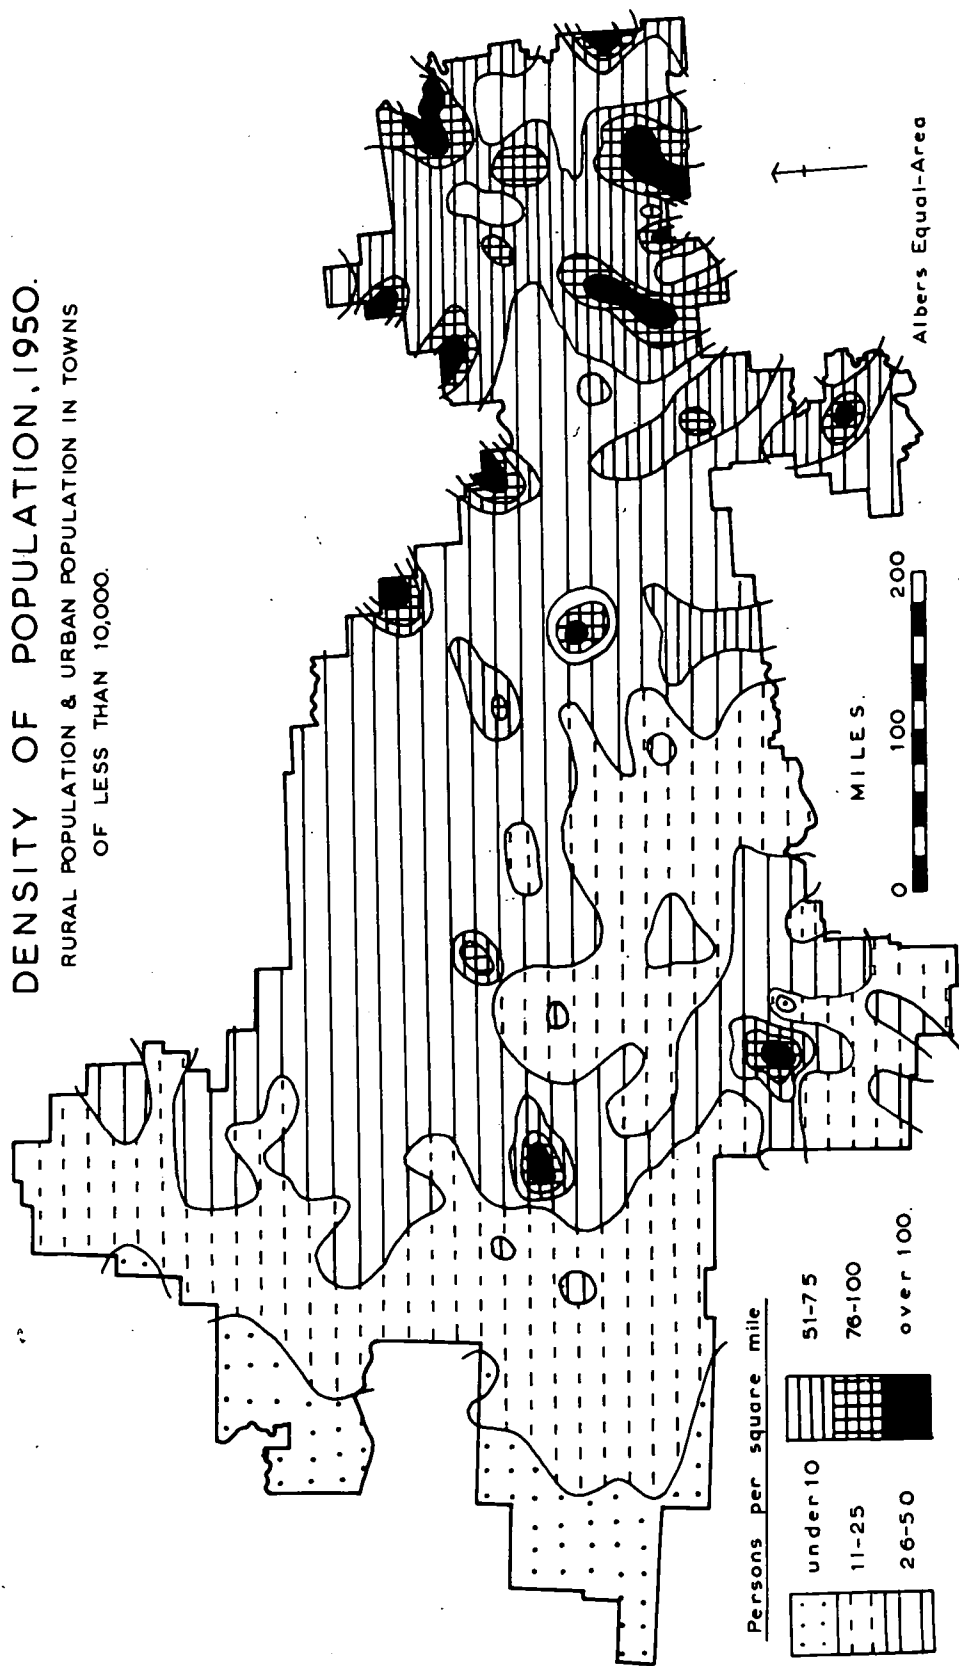 DENSITY OF POPULATION, 1950.
RURAL POPULATION & URBAN POPULATION IN TOWNS
OF LESS THAN 10,000.
Albers Equal-Area
MILES.
0 100 200
Persons per square mile
under 10
11-25
26-50
51-75
76-100
over 100.